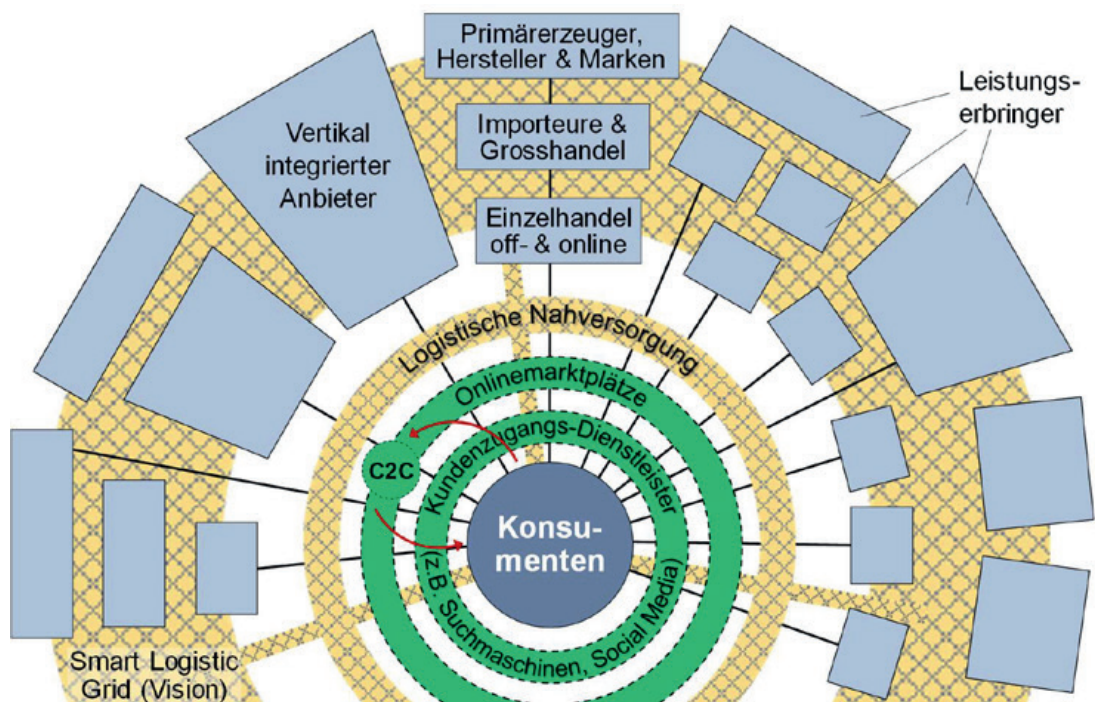 Primärerzeuger,
Hersteller & Marken
Importeure &
Grosshandel
Einzelhandel
off- & online
Vertikal
integrierter
Anbieter
Leistungs-
erbringer
Logistische Nahversorgung
Onlinemarktplätze
Kundenzugangs-Dienstleister
(z.B. Suchmaschinen, Social Media)
C2C
Konsu-
menten
Smart Logistic
Grid (Vision)